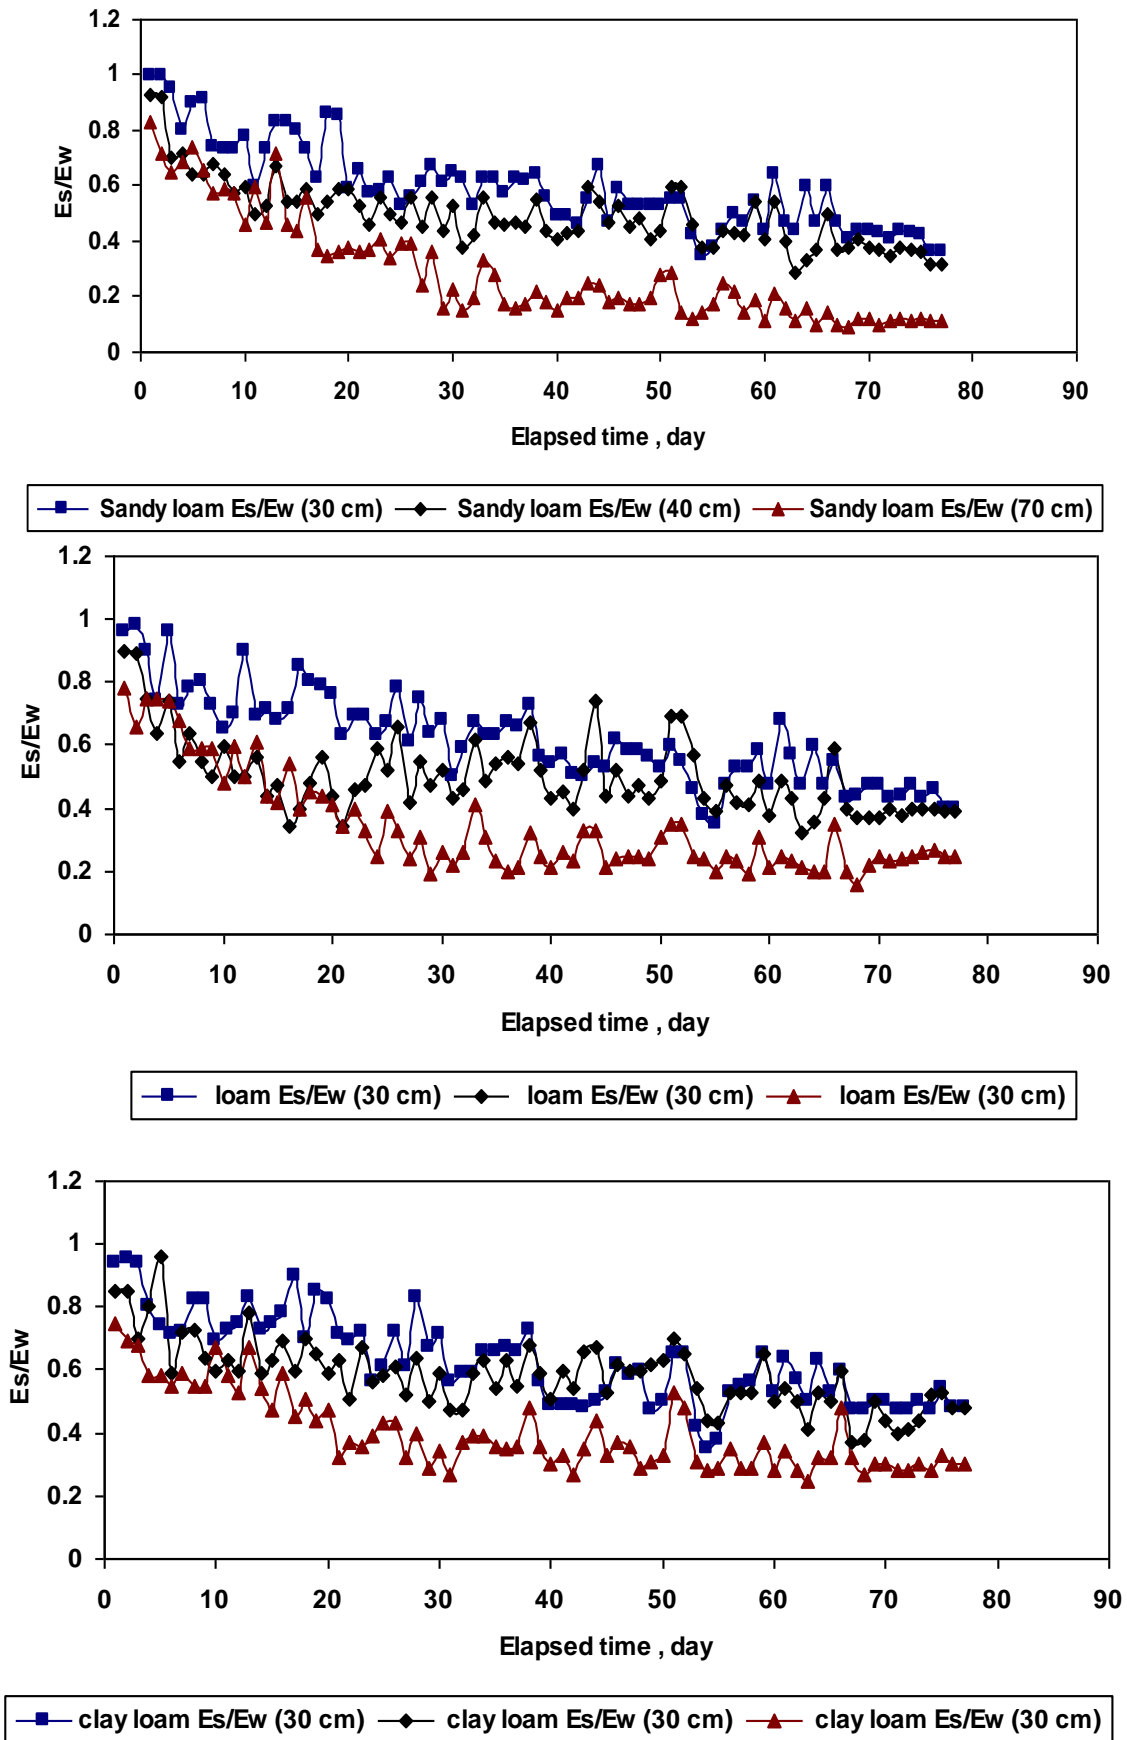 1.2
1
0.8
0.6
0.4
0.2
0
Es/Ew
0 10 20 30 40 50 60 70 80 90
Elapsed time , day
Sandy loam Es/Ew (30 cm) Sandy loam Es/Ew (40 cm) Sandy loam Es/Ew (70 cm)
1.2
1
0.8
0.6
0.4
0.2
0
Es/Ew
0 10 20 30 40 50 60 70 80 90
Elapsed time , day
loam Es/Ew (30 cm) loam Es/Ew (30 cm) loam Es/Ew (30 cm)
1.2
1
0.8
0.6
0.4
0.2
0
Es/Ew
0 10 20 30 40 50 60 70 80 90
Elapsed time , day
clay loam Es/Ew (30 cm) clay loam Es/Ew (30 cm) clay loam Es/Ew (30 cm)